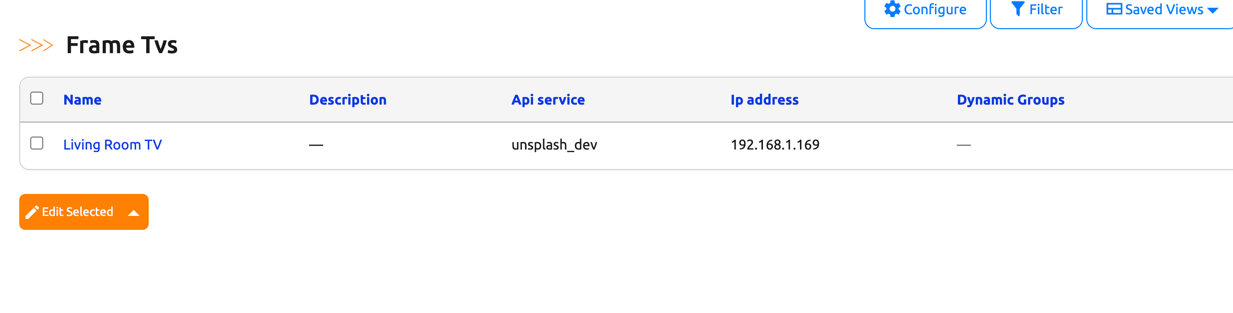 Configure Filter Saved Views
>>> Frame Tvs
Name Description Api service Ip address Dynamic Groups
Living Room TV — unsplash_dev 192.168.1.169 —
Edit Selected